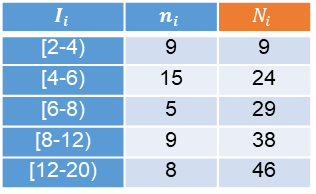 Iᵢ nᵢ Nᵢ
[2-4) 9 9
[4-6) 15 24
[6-8) 5 29
[8-12) 9 38
[12-20) 8 46